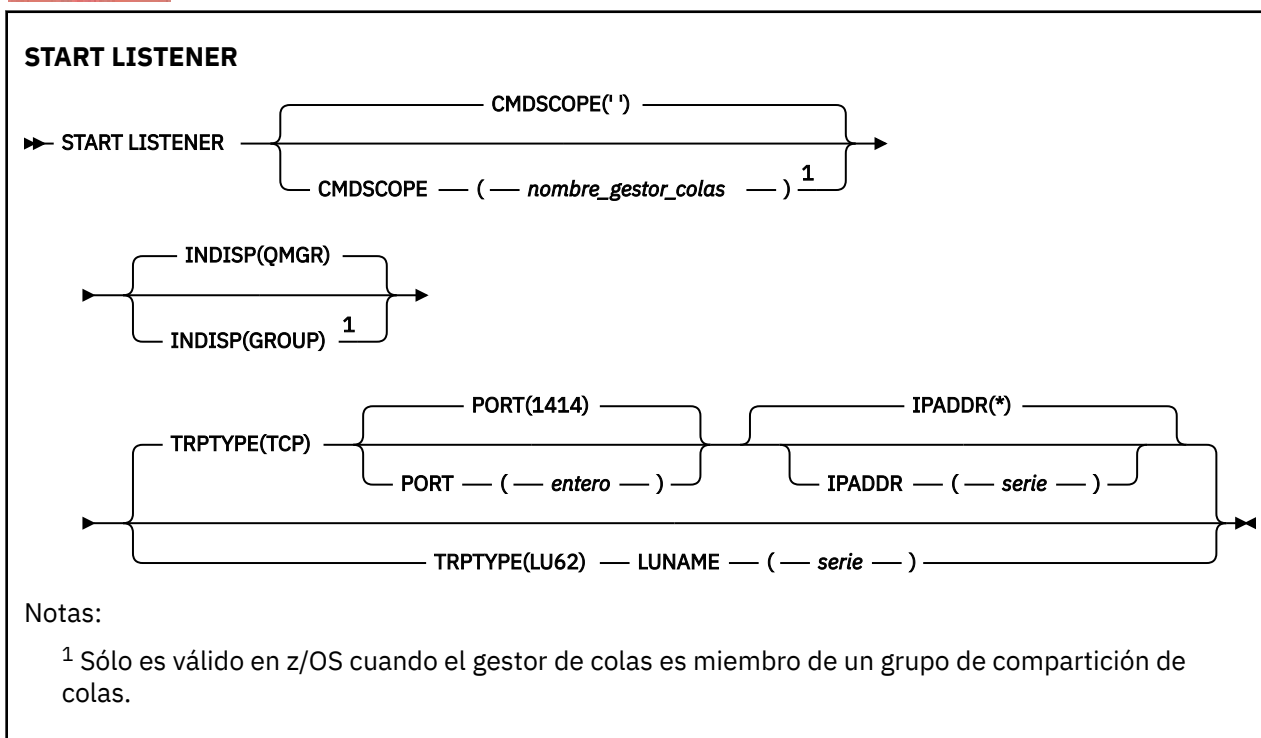 START LISTENER
CMDSCOPE(' ')
START LISTENER
CMDSCOPE ( nombre_gestor_colas ) 1
INDISP(QMGR)
INDISP(GROUP) 1
PORT(1414) IPADDR(*)
TRPTYPE(TCP)
PORT ( entero ) IPADDR ( serie )
TRPTYPE(LU62) LUNAME ( serie )
Notas:
1 Sólo es válido en z/OS cuando el gestor de colas es miembro de un grupo de compartición de
colas.